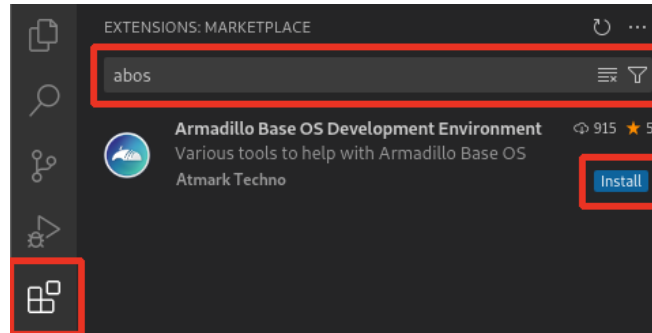 EXTENSIONS: MARKETPLACE
abos
Armadillo Base OS Development Environment 915 5
Various tools to help with Armadillo Base OS
Atmark Techno Install